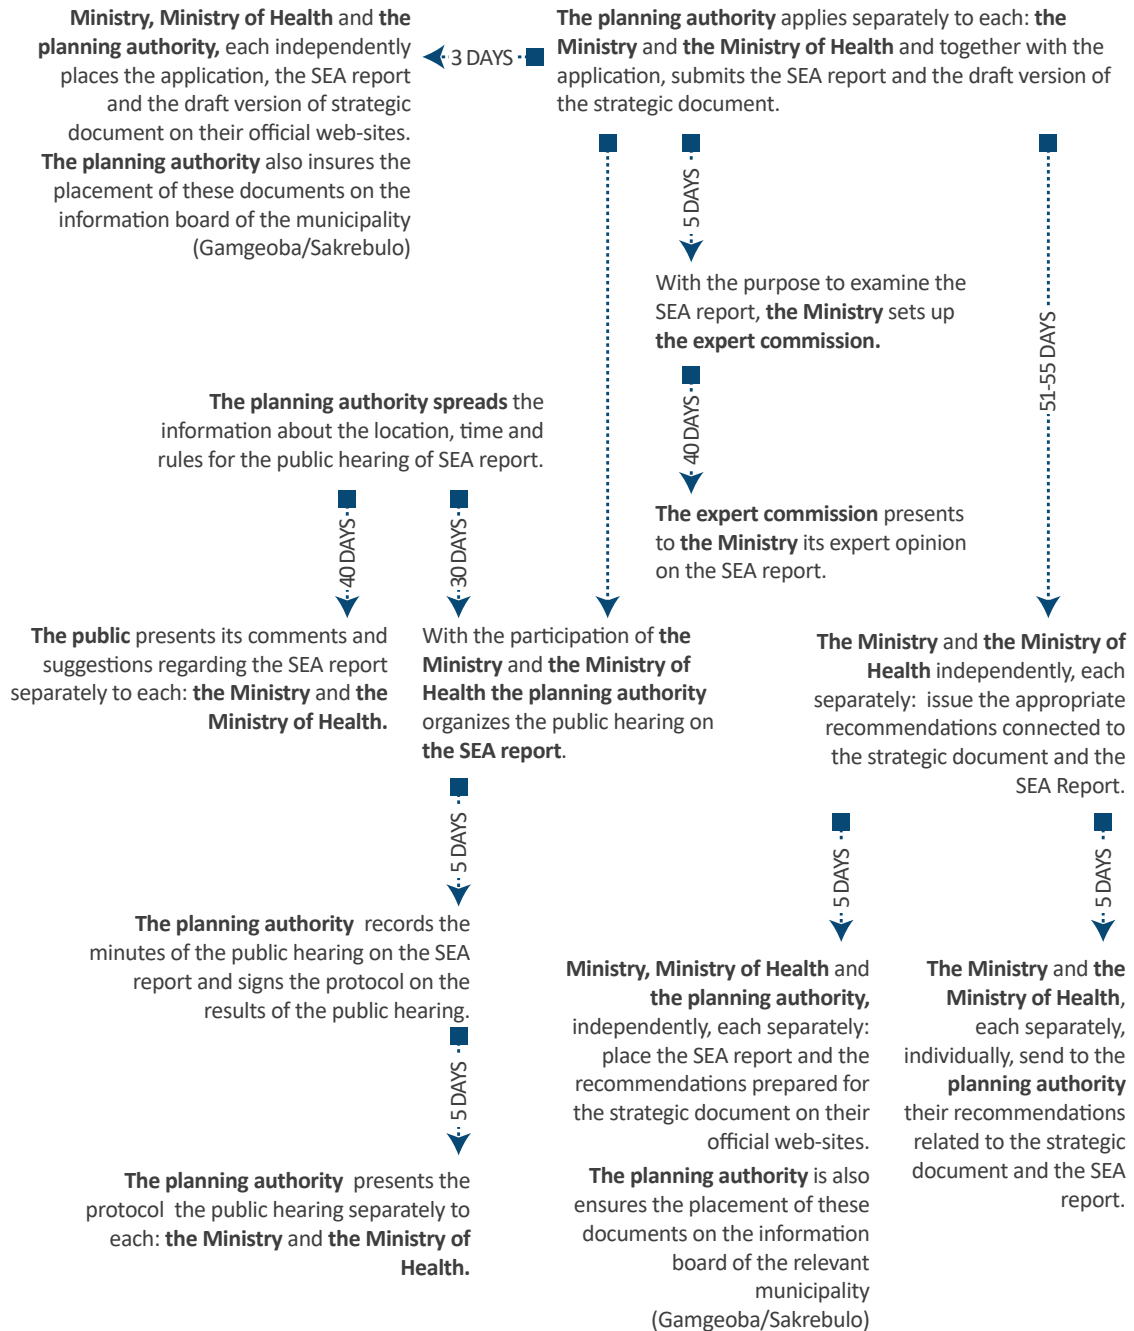 Ministry, Ministry of Health and the
planning authority, each independently
places the application, the SEA report
and the draft version of strategic
document on their official web-sites.
The planning authority also insures the
placement of these documents on the
information board of the municipality
(Gamgeoba/Sakrebulo)
3 DAYS
The planning authority applies separately to each: the
Ministry and the Ministry of Health and together with the
application, submits the SEA report and the draft version of
the strategic document.
5 DAYS
With the purpose to examine the
SEA report, the Ministry sets up
the expert commission.
51-55 DAYS
40 DAYS
The planning authority spreads the
information about the location, time and
rules for the public hearing of SEA report.
The expert commission presents
to the Ministry its expert opinion
on the SEA report.
40 DAYS
30 DAYS
The public presents its comments and
suggestions regarding the SEA report
separately to each: the Ministry and the
Ministry of Health.
With the participation of the
Ministry and the Ministry of
Health the planning authority
organizes the public hearing on
the SEA report.
The Ministry and the Ministry of
Health independently, each
separately: issue the appropriate
recommendations connected to
the strategic document and the
SEA Report.
5 DAYS
5 DAYS
5 DAYS
The planning authority records the
minutes of the public hearing on the SEA
report and signs the protocol on the
results of the public hearing.
5 DAYS
The planning authority presents the
protocol the public hearing separately to
each: the Ministry and the Ministry of
Health.
Ministry, Ministry of Health and
the planning authority,
independently, each separately:
place the SEA report and the
recommendations prepared for
the strategic document on their
official web-sites.
The planning authority is also
ensures the placement of these
documents on the information
board of the relevant
municipality
(Gamgeoba/Sakrebulo)
The Ministry and the
Ministry of Health,
each separately,
individually, send to the
planning authority
their recommendations
related to the strategic
document and the SEA
report.